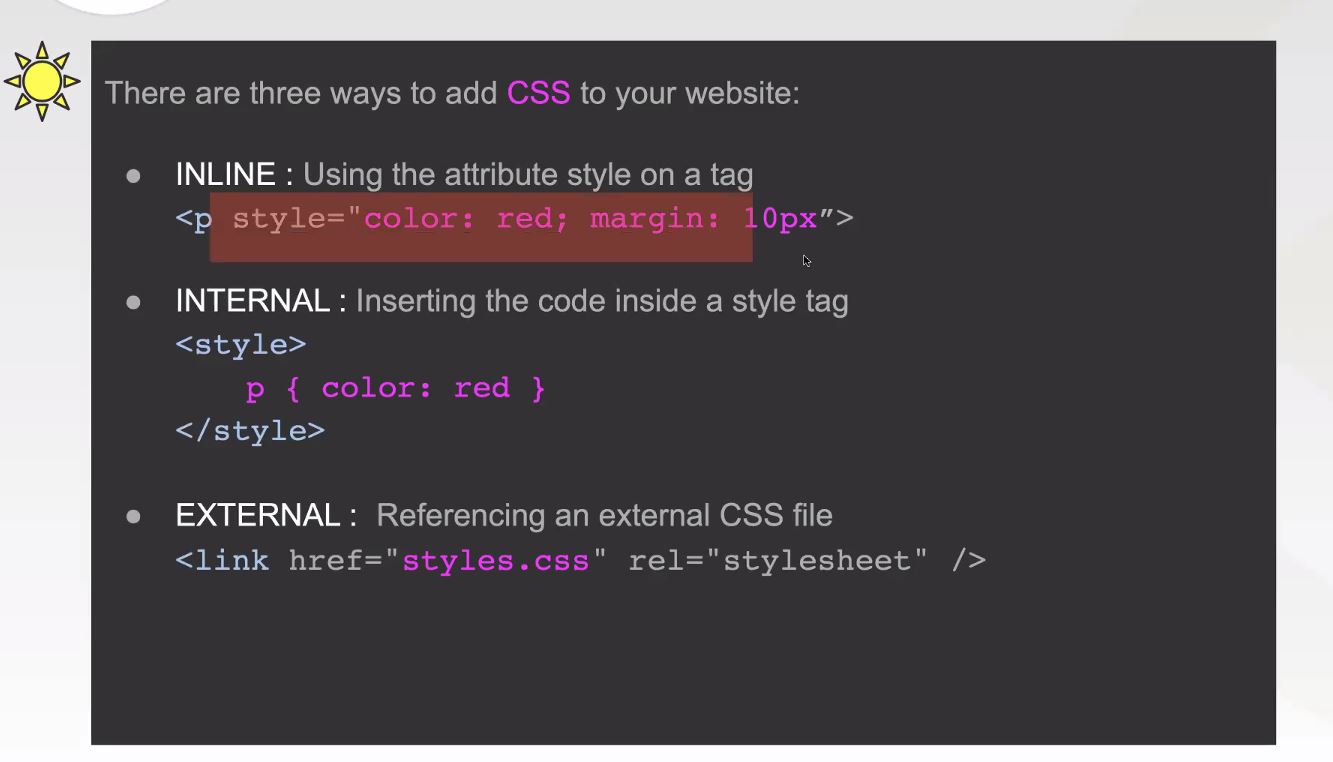 There are three ways to add CSS to your website:
● INLINE : Using the attribute style on a tag
<p style="color: red; margin: 10px”>
● INTERNAL : Inserting the code inside a style tag
<style>
p { color: red }
</style>
● EXTERNAL :  Referencing an external CSS file
<link href="styles.css" rel="stylesheet" />